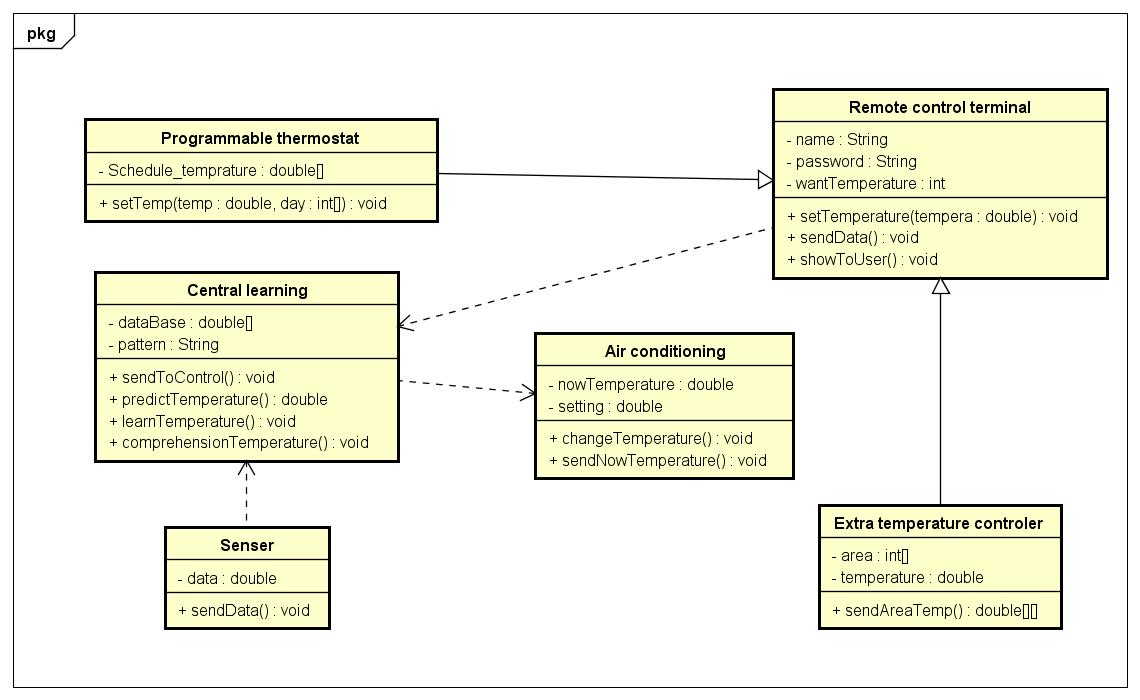 pkg
Programmable thermostat
- Schedule_temprature : double[]
+ setTemp(temp : double, day : int[]) : void
Remote control terminal
- name : String
- password : String
- wantTemperature : int
+ setTemperature(tempera : double) : void
+ sendData() : void
+ showToUser() : void
Central learning
- dataBase : double[]
- pattern : String
+ sendToControl() : void
+ predictTemperature() : double
+ learnTemperature() : void
+ comprehensionTemperature() : void
Air conditioning
- nowTemperature : double
- setting : double
+ changeTemperature() : void
+ sendNowTemperature() : void
Senser
- data : double
+ sendData() : void
Extra temperature controler
- area : int[]
- temperature : double
+ sendAreaTemp() : double[][]